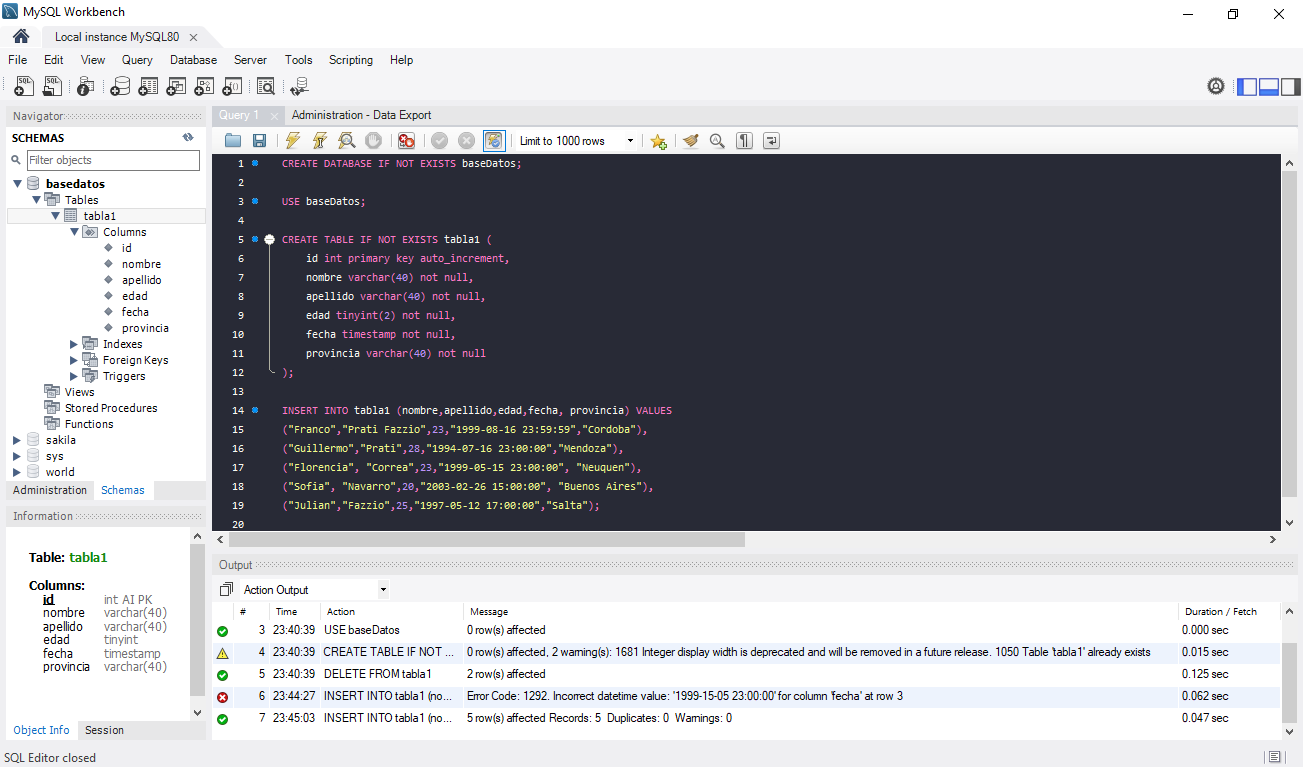 MySQL Workbench
Local instance MySQL80
File Edit View Query Database Server Tools Scripting Help
Navigator
SCHEMAS
Filter objects
basedatos
Tables
tabla1
Columns
id
nombre
apellido
edad
fecha
provincia
Indexes
Foreign Keys
Triggers
Views
Stored Procedures
Functions
sakila
sys
world
Administration Schemas
Information
Table: tabla1
Columns:
id int AI PK
nombre varchar(40)
apellido varchar(40)
edad tinyint
fecha timestamp
provincia varchar(40)
Object Info Session
Query 1 Administration - Data Export
Limit to 1000 rows
1 CREATE DATABASE IF NOT EXISTS baseDatos;
2
3 USE baseDatos;
4
5 CREATE TABLE IF NOT EXISTS tabla1 (
6 id int primary key auto_increment,
7 nombre varchar(40) not null,
8 apellido varchar(40) not null,
9 edad tinyint(2) not null,
10 fecha timestamp not null,
11 provincia varchar(40) not null
12 );
13
14 INSERT INTO tabla1 (nombre,apellido,edad,fecha, provincia) VALUES
15 ("Franco","Prati Fazzio",23,"1999-08-16 23:59:59","Cordoba"),
16 ("Guillermo","Prati",28,"1994-07-16 23:00:00","Mendoza"),
17 ("Florencia", "Correa",23,"1999-05-15 23:00:00", "Neuquen"),
18 ("Sofia", "Navarro",20,"2003-02-26 15:00:00", "Buenos Aires"),
19 ("Julian","Fazzio",25,"1997-05-12 17:00:00","Salta");
20
Output
Action Output
# Time Action Message Duration / Fetch
3 23:40:39 USE baseDatos 0 row(s) affected 0.000 sec
4 23:40:39 CREATE TABLE IF NOT ... 0 row(s) affected, 2 warning(s): 1681 Integer display width is deprecated and will be removed in a future release. 1050 Table 'tabla1' already exists 0.015 sec
5 23:40:39 DELETE FROM tabla1 2 row(s) affected 0.125 sec
6 23:44:27 INSERT INTO tabla1 (no... Error Code: 1292. Incorrect datetime value: '1999-15-05 23:00:00' for column 'fecha' at row 3 0.062 sec
7 23:45:03 INSERT INTO tabla1 (no... 5 row(s) affected Records: 5 Duplicates: 0 Warnings: 0 0.047 sec
SQL Editor closed